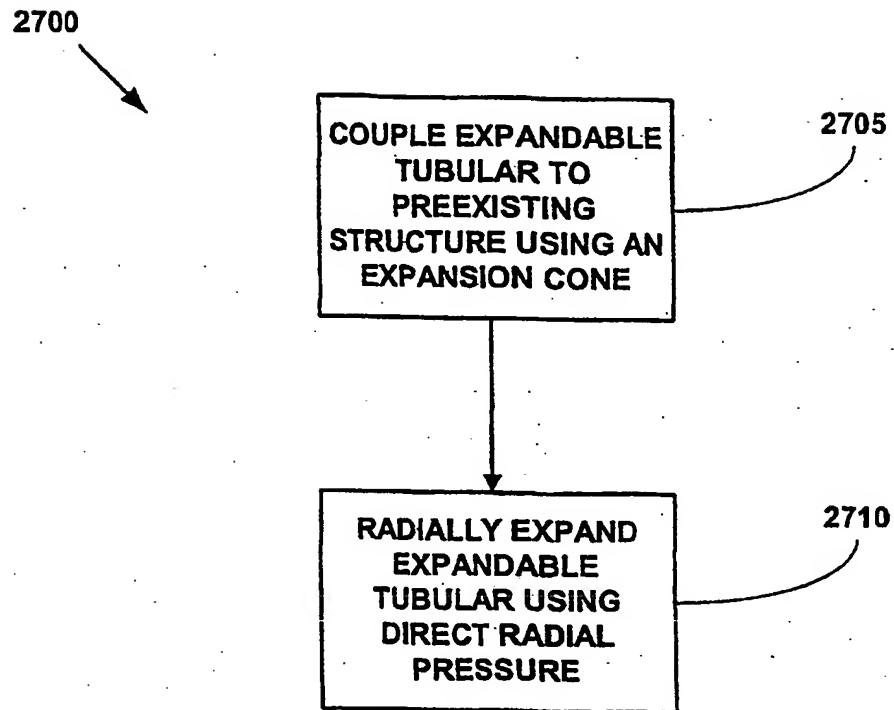 2700
COUPLE EXPANDABLE
TUBULAR TO
PREEXISTING
STRUCTURE USING AN
EXPANSION CONE
2705
RADIALLY EXPAND
EXPANDABLE
TUBULAR USING
DIRECT RADIAL
PRESSURE
2710